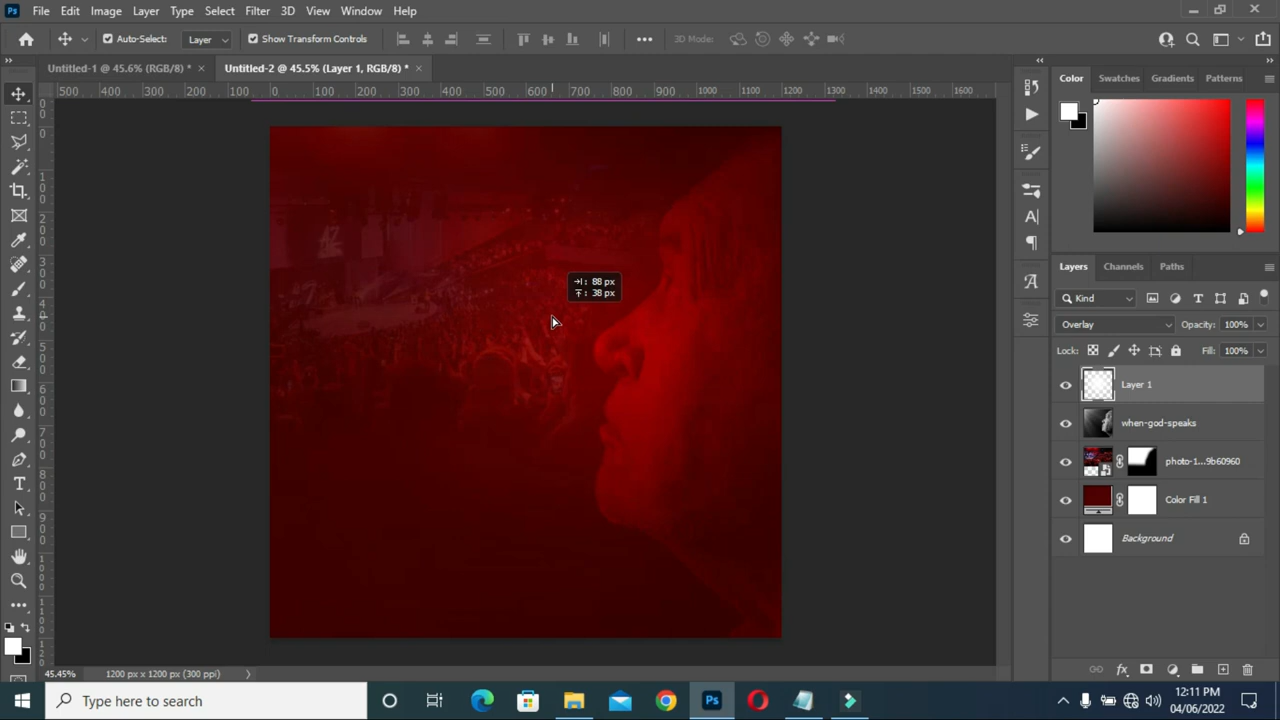 Ps File Edit Image Layer Type Select Filter 3D View Window Help
Auto-Select: Layer Show Transform Controls 3D Mode:
Untitled-1 @ 45.6% (RGB/8) * × Untitled-2 @ 45.5% (Layer 1, RGB/8) * ×
500 400 300 200 100 0 100 200 300 400 500 600 700 800 900 1000 1100 1200 1300 1400 1500 1600
Color Swatches Gradients Patterns
88 px
38 px
Layers Channels Paths
Kind
Overlay Opacity: 100%
Lock: Fill: 100%
Layer 1
when-god-speaks
photo-1...9b60960
Color Fill 1
Background
45.45% 1200 px x 1200 px (300 ppi)
Type here to search
Ps
12:11 PM
04/06/2022